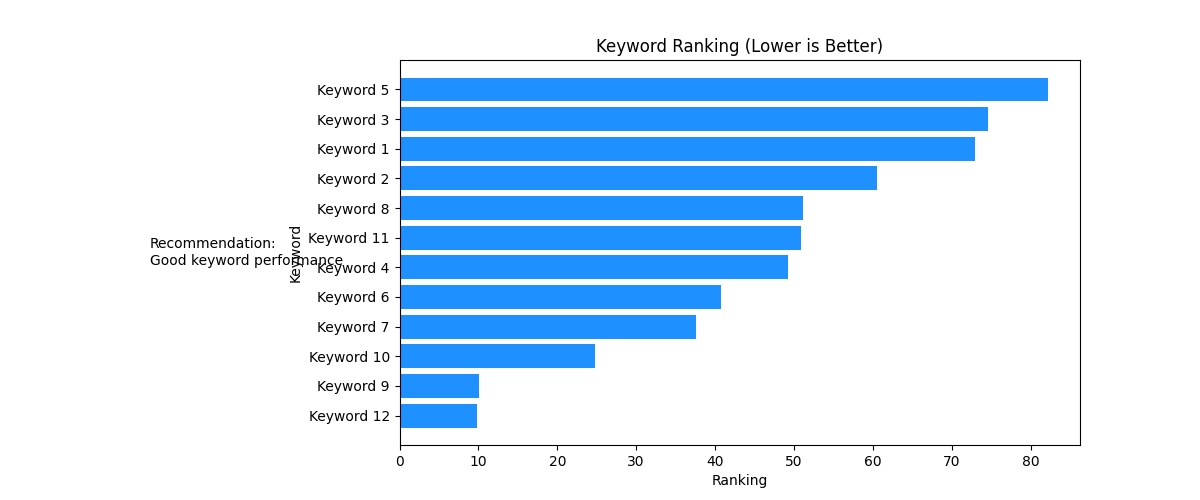 Keyword Ranking (Lower is Better)
Keyword 5
Keyword 3
Keyword 1
Keyword 2
Keyword 8
Keyword 11
Keyword 4
Keyword 6
Keyword 7
Keyword 10
Keyword 9
Keyword 12
Keyword
Recommendation:
Good keyword performance
0 10 20 30 40 50 60 70 80
Ranking